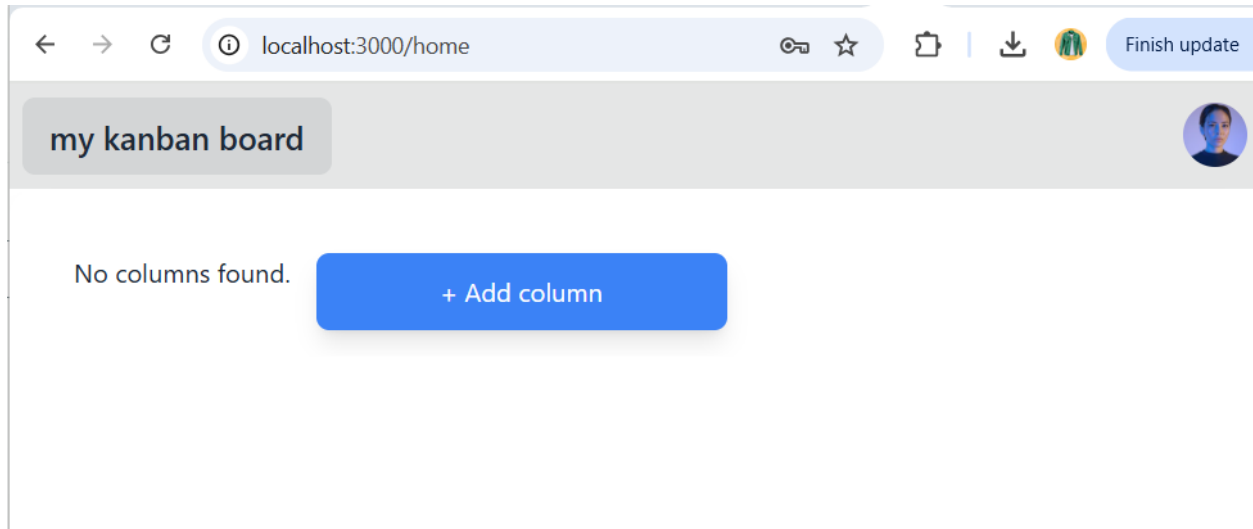 localhost:3000/home
Finish update
my kanban board
No columns found.
+ Add column